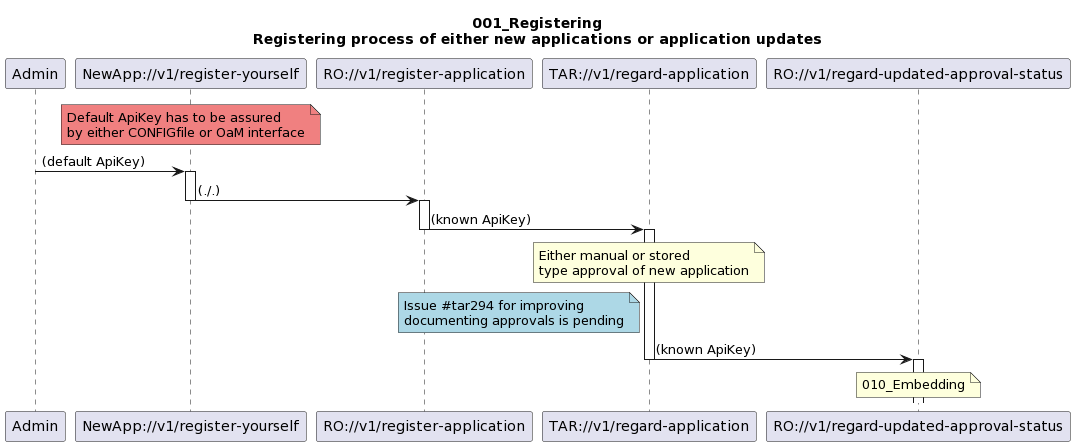 001_Registering
Registering process of either new applications or application updates
Admin
NewApp://v1/register-yourself
RO://v1/register-application
TAR://v1/regard-application
RO://v1/regard-updated-approval-status
Default ApiKey has to be assured
by either CONFIGfile or OaM interface
(default ApiKey)
(./.)
(known ApiKey)
Either manual or stored
type approval of new application
Issue #tar294 for improving
documenting approvals is pending
(known ApiKey)
010_Embedding
Admin
NewApp://v1/register-yourself
RO://v1/register-application
TAR://v1/regard-application
RO://v1/regard-updated-approval-status